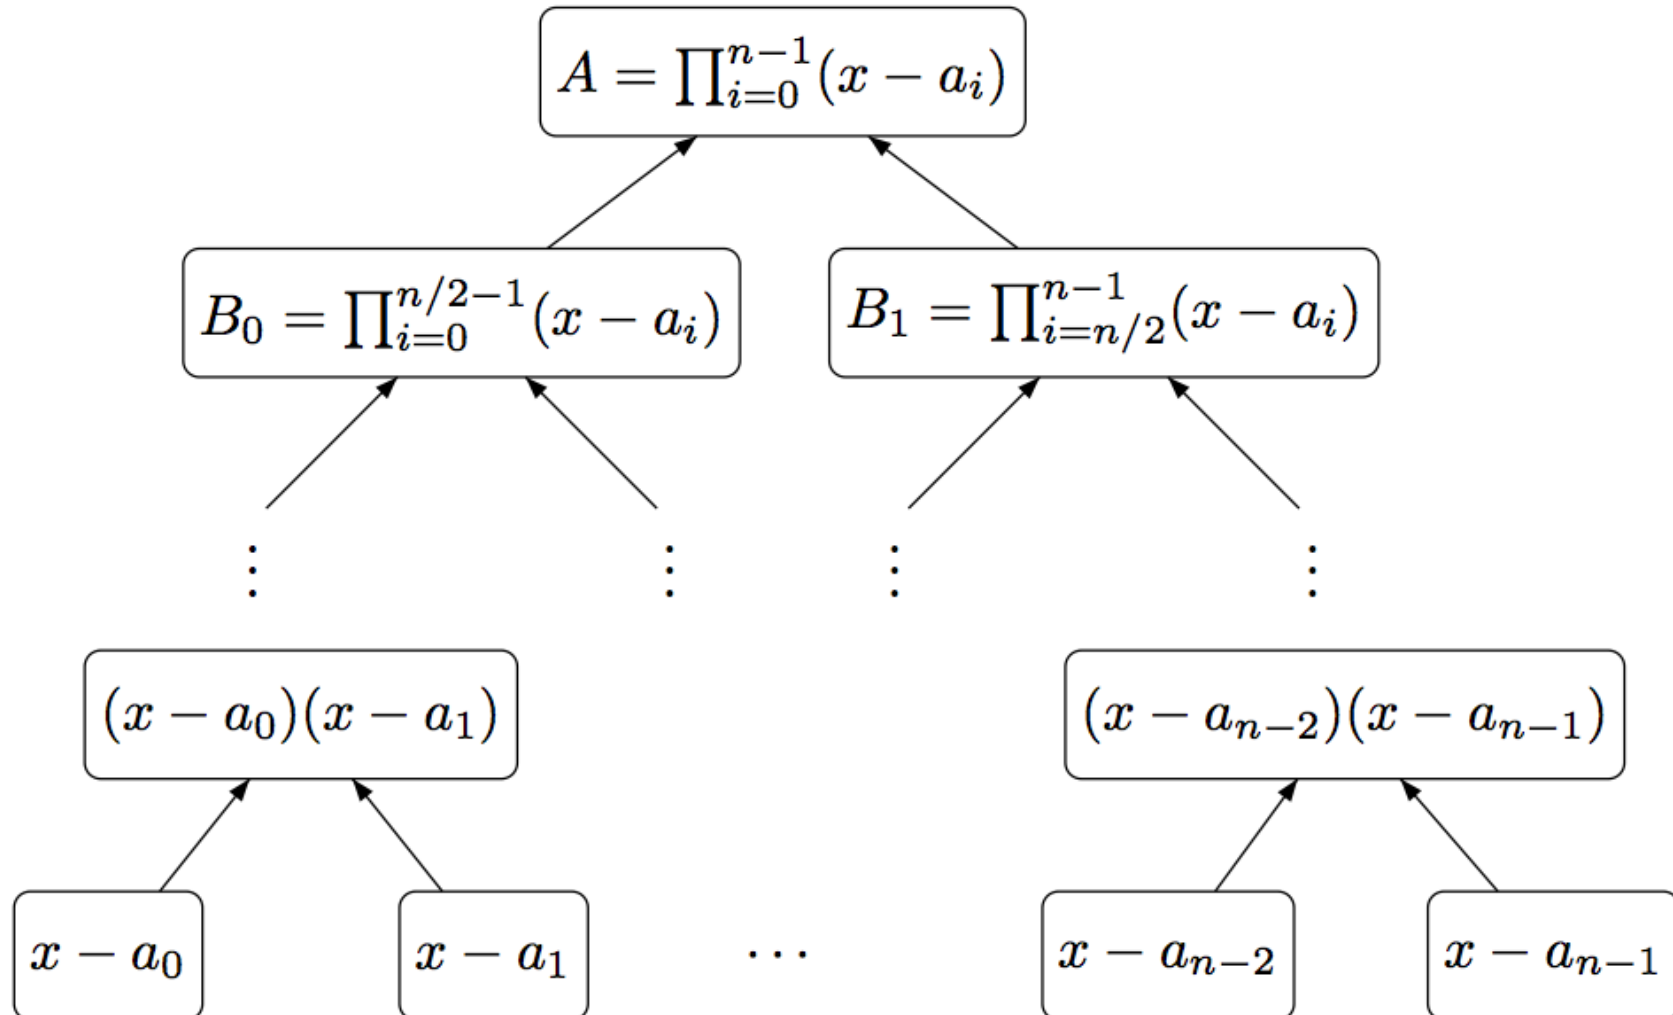 A = ∏_{i=0}^{n−1}(x − a_i)
B_0 = ∏_{i=0}^{n/2−1}(x − a_i) B_1 = ∏_{i=n/2}^{n−1}(x − a_i)
⋮ ⋮ ⋮ ⋮
(x − a_0)(x − a_1) (x − a_{n−2})(x − a_{n−1})
x − a_0 x − a_1 ⋯ x − a_{n−2} x − a_{n−1}